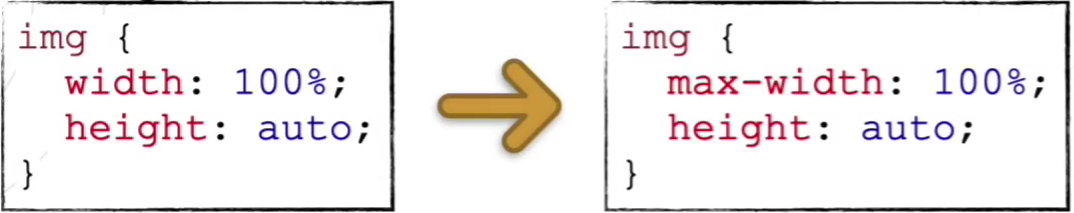 img {
  width: 100%;
  height: auto;
}
img {
  max-width: 100%;
  height: auto;
}